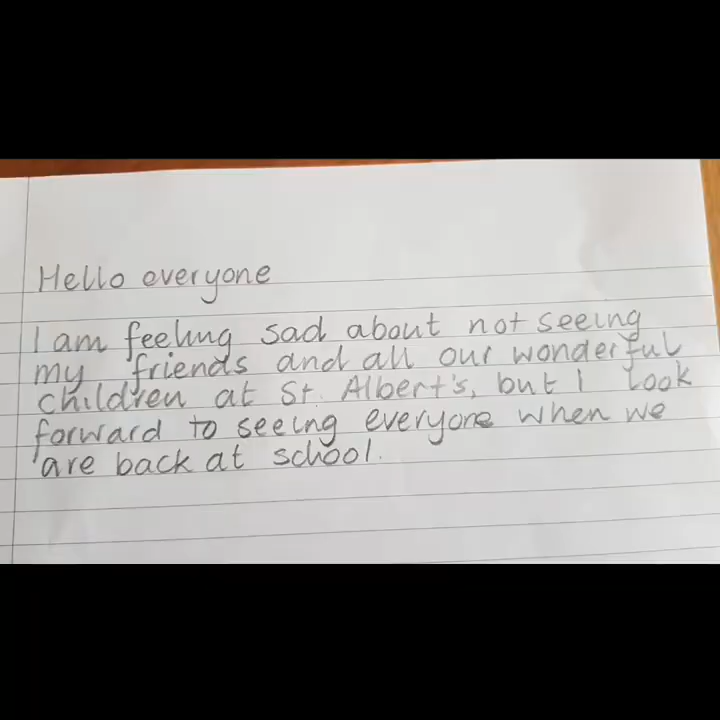 Hello everyone
I am feeling sad about not seeing
my friends and all our wonderful
children at St. Albert's, but I look
forward to seeing everyone when we
are back at school.